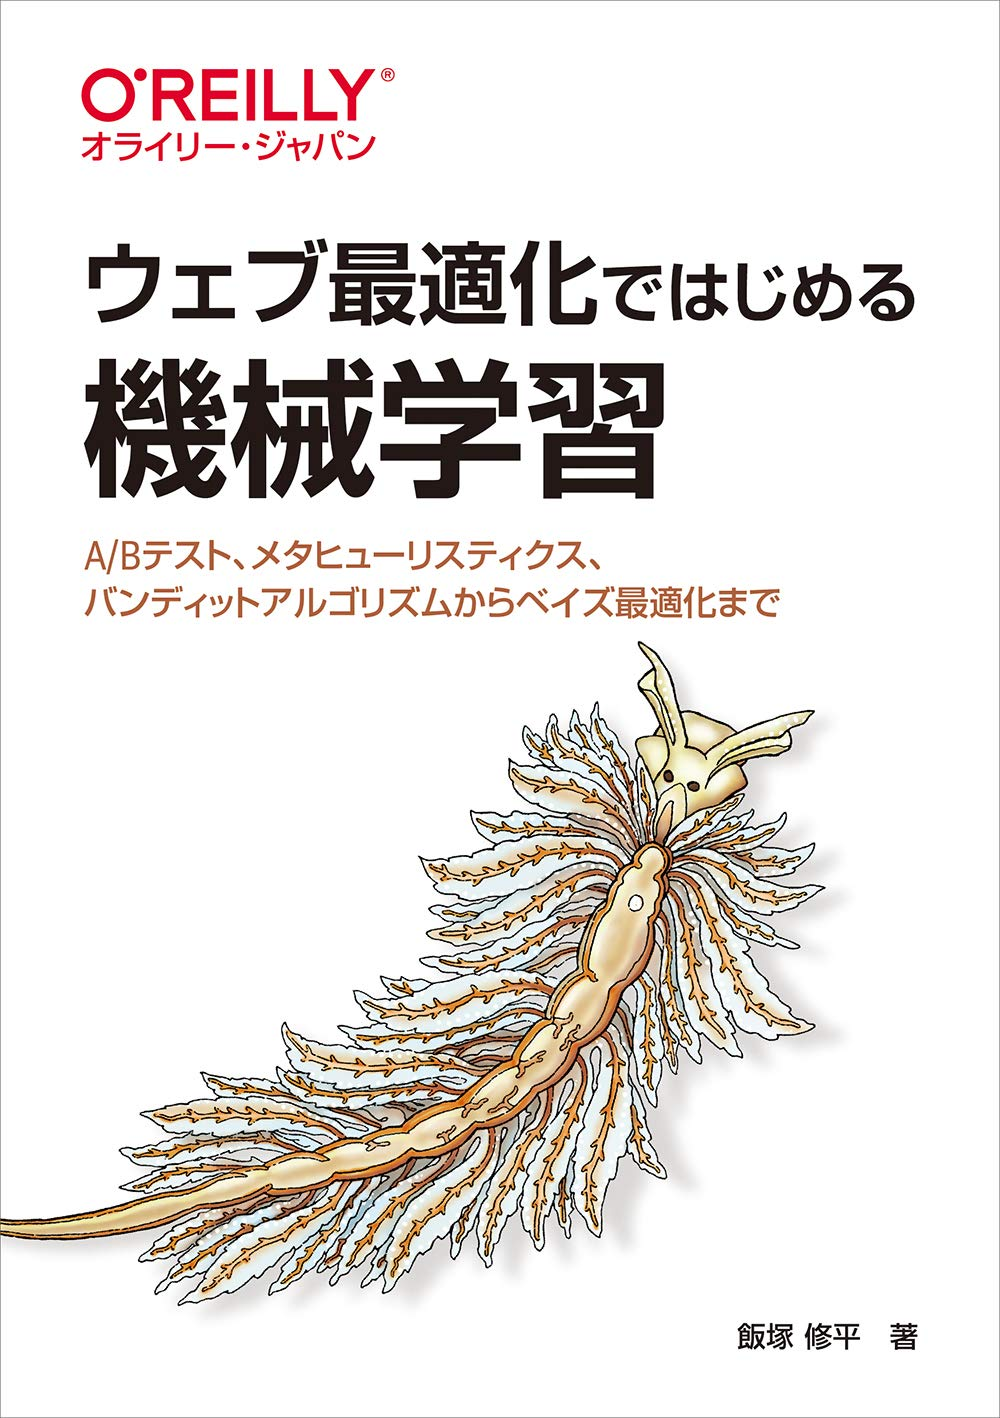 O'REILLY®
オライリー・ジャパン
ウェブ最適化ではじめる
機械学習
A/Bテスト、メタヒューリスティクス、
バンディットアルゴリズムからベイズ最適化まで
飯塚 修平 著